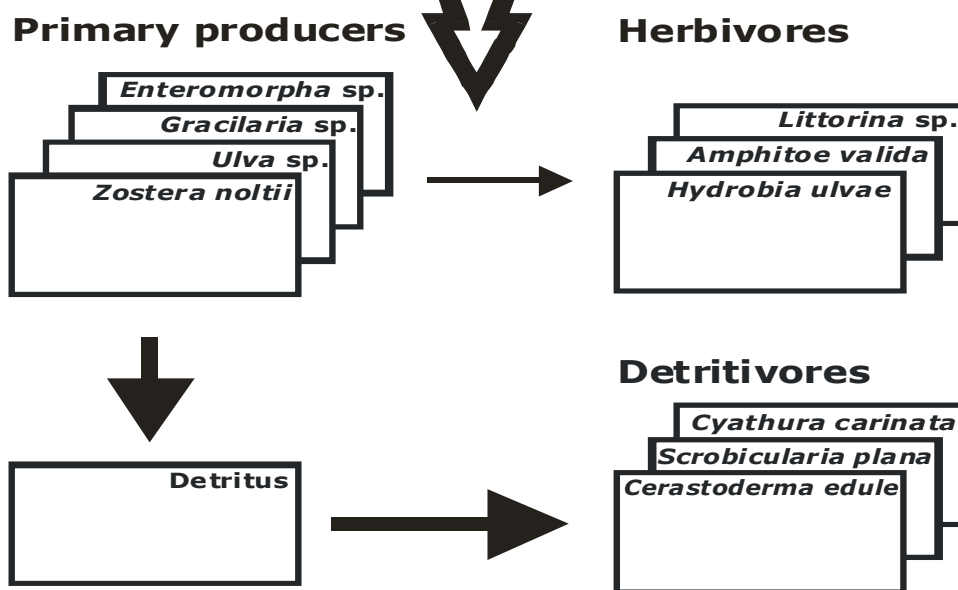 Primary producers
Enteromorpha sp.
Gracilaria sp.
Ulva sp.
Zostera noltii
Herbivores
Littorina sp.
Amphitoe valida
Hydrobia ulvae
Detritus
Detritivores
Cyathura carinata
Scrobicularia plana
Cerastoderma edule